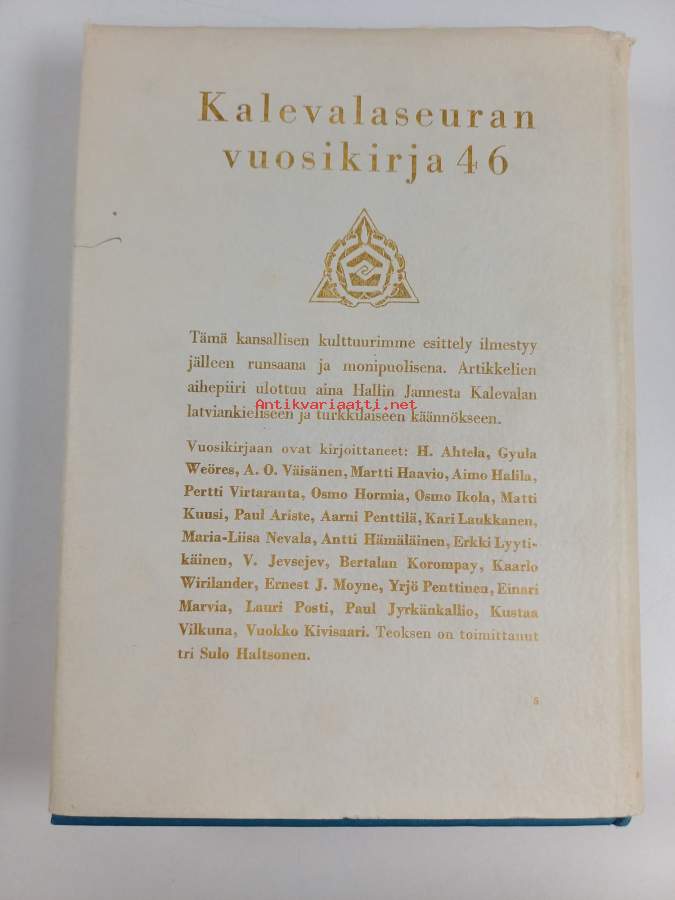 Kalevalaseuran
vuosikirja 46
Tämä kansallisen kulttuurimme esittely ilmestyy
jälleen runsaana ja monipuolisena. Artikkelien
aihepiiri ulottuu aina Hallin Jannesta Kalevalan
Antikvariaatti.net
latviankieliseen ja turkkilaiseen käännökseen.
Vuosikirjaan ovat kirjoittaneet: H. Ahtela, Gyula
Weöres, A. O. Väisänen, Martti Haavio, Aimo Halila,
Pertti Virtaranta, Osmo Hormia, Osmo Ikola, Matti
Kuusi, Paul Ariste, Aarni Penttilä, Kari Laukkanen,
Maria-Liisa Nevala, Antti Hämäläinen, Erkki Lyyti-
käinen, V. Jevsejev, Bertalan Korompay, Kaarlo
Wirilander, Ernest J. Moyne, Yrjö Penttinen, Einari
Marvia, Lauri Posti, Paul Jyrkänkallio, Kustaa
Vilkuna, Vuokko Kivisaari. Teoksen on toimittanut
tri Sulo Haltsonen.
5